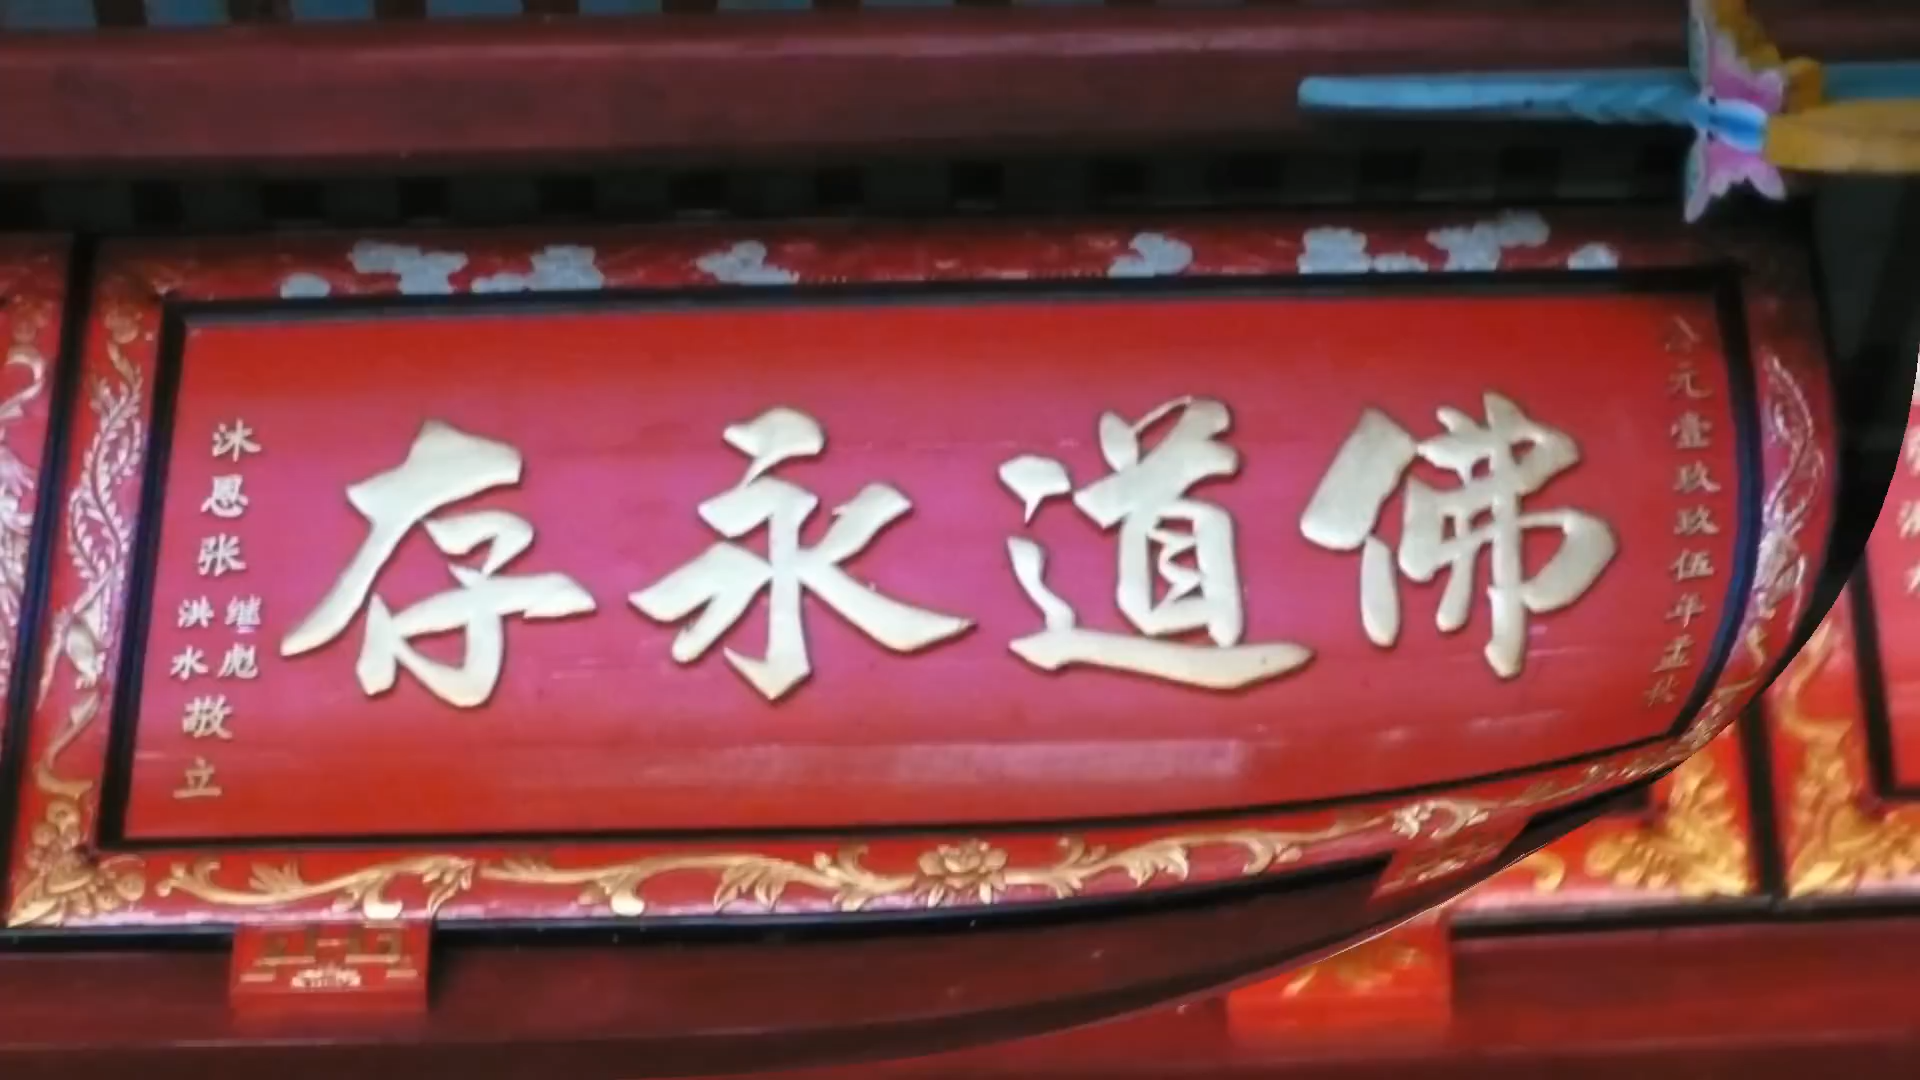 公元壹玖玖伍年孟秋
佛道永存
沐恩张继彪洪水敬立